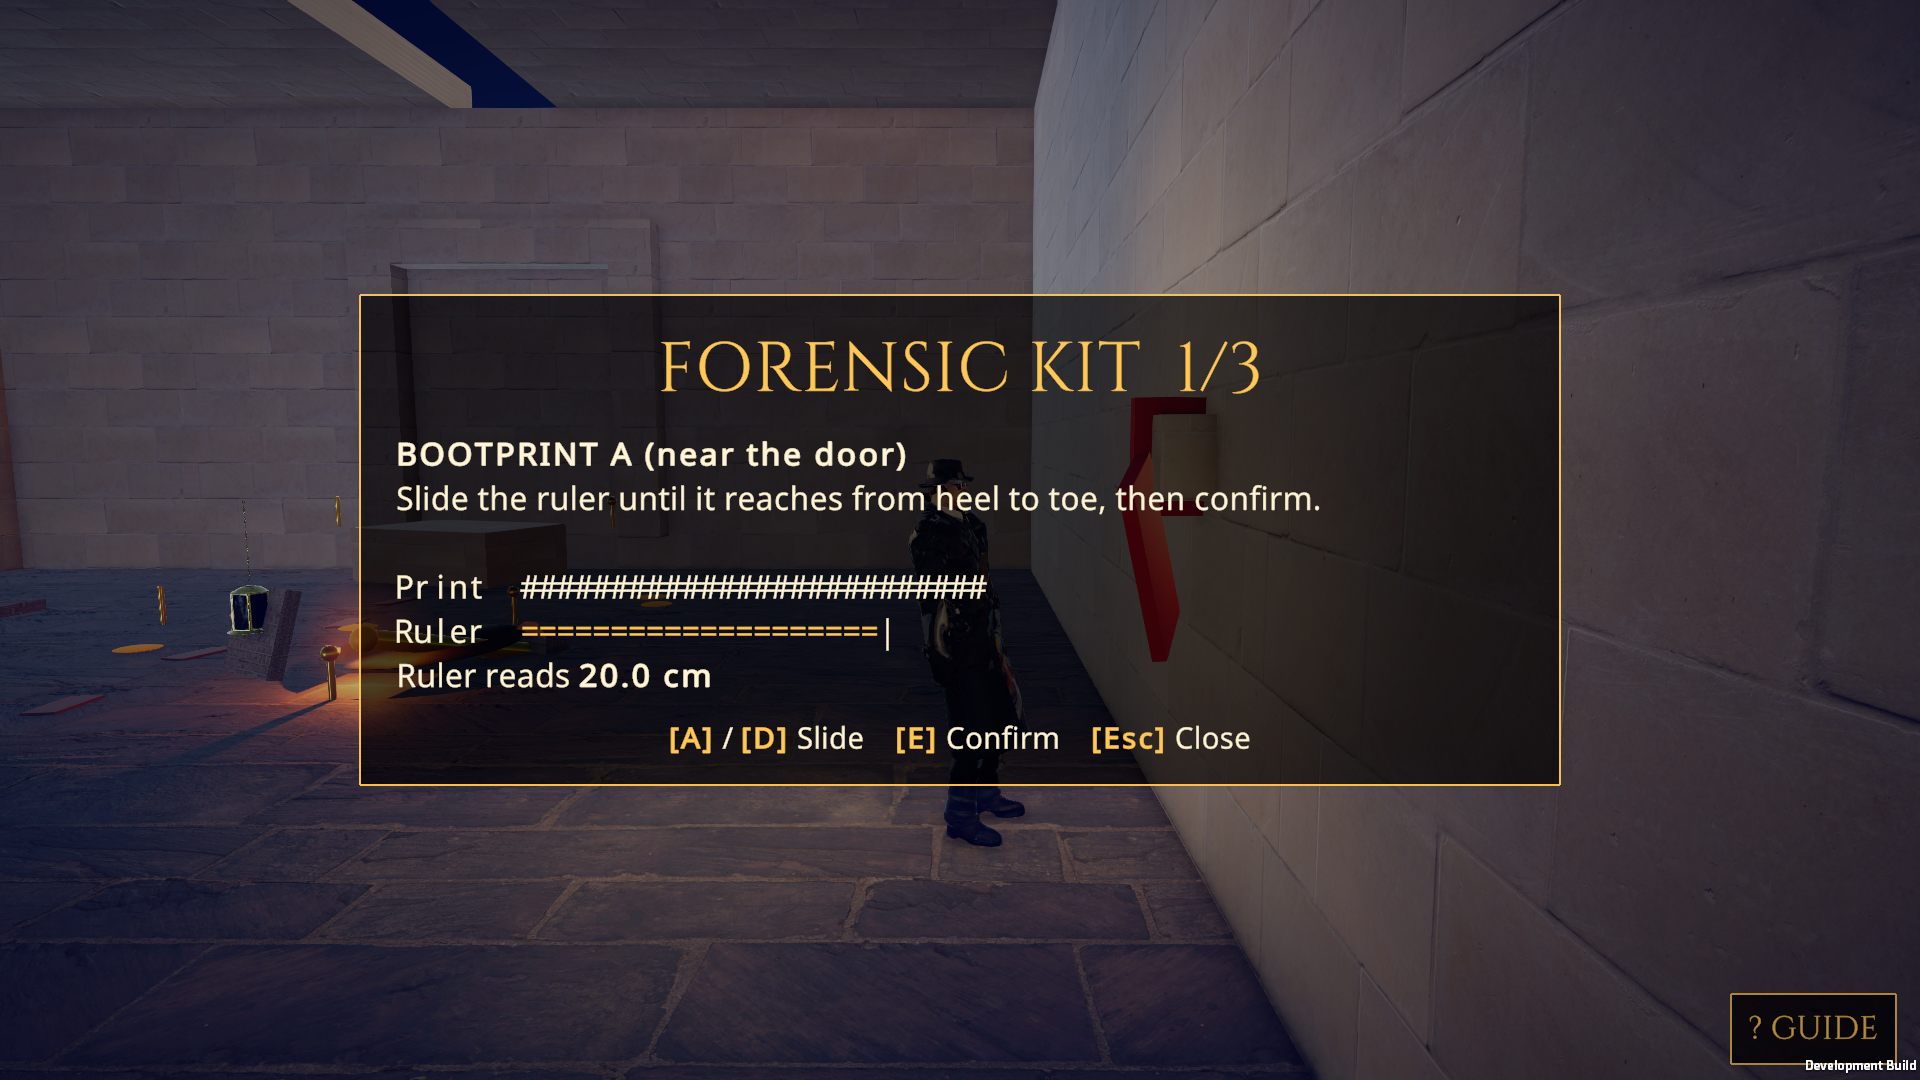 FORENSIC KIT 1/3
BOOTPRINT A (near the door)
Slide the ruler until it reaches from heel to toe, then confirm.
Print ##########################
Ruler ====================|
Ruler reads 20.0 cm
[A] / [D] Slide [E] Confirm [Esc] Close
? GUIDE
Development Build